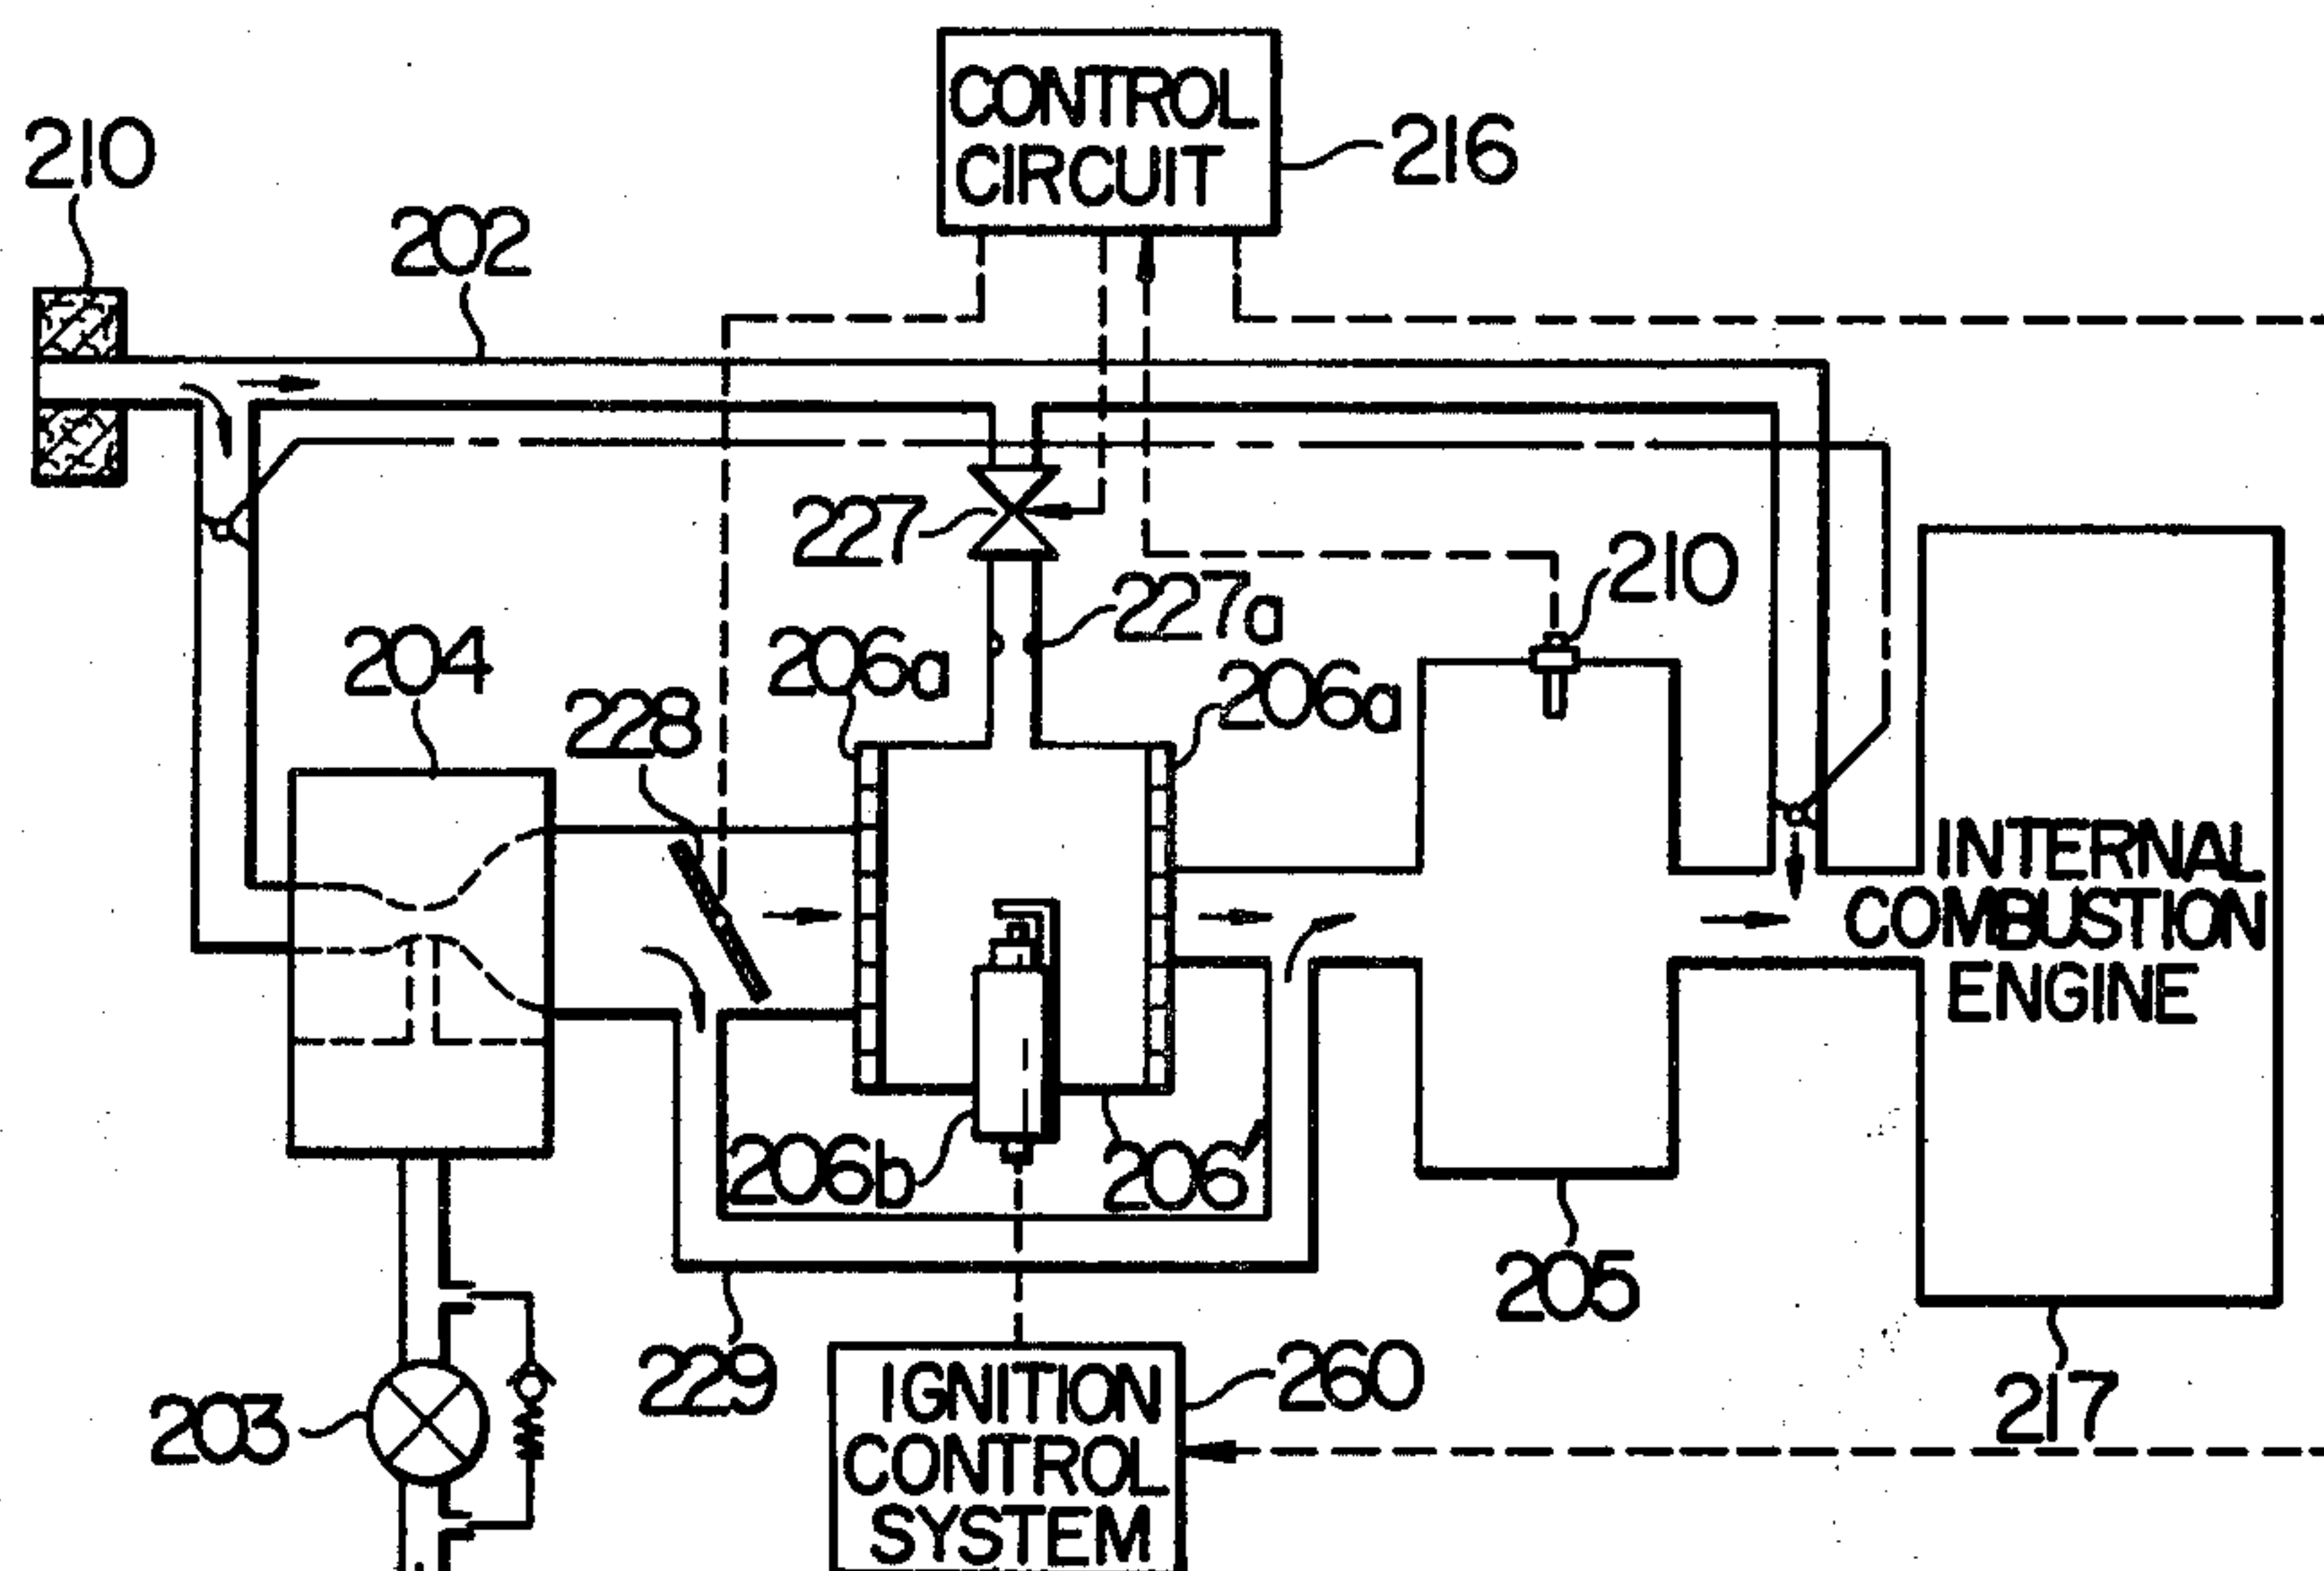 CONTROL
CIRCUIT
216
210
202
227
210
227a
206a
204
206a
228
INTERNAL
COMBUSTION
ENGINE
206b
206
205
229
260
IGNITION
CONTROL
SYSTEM
203
217